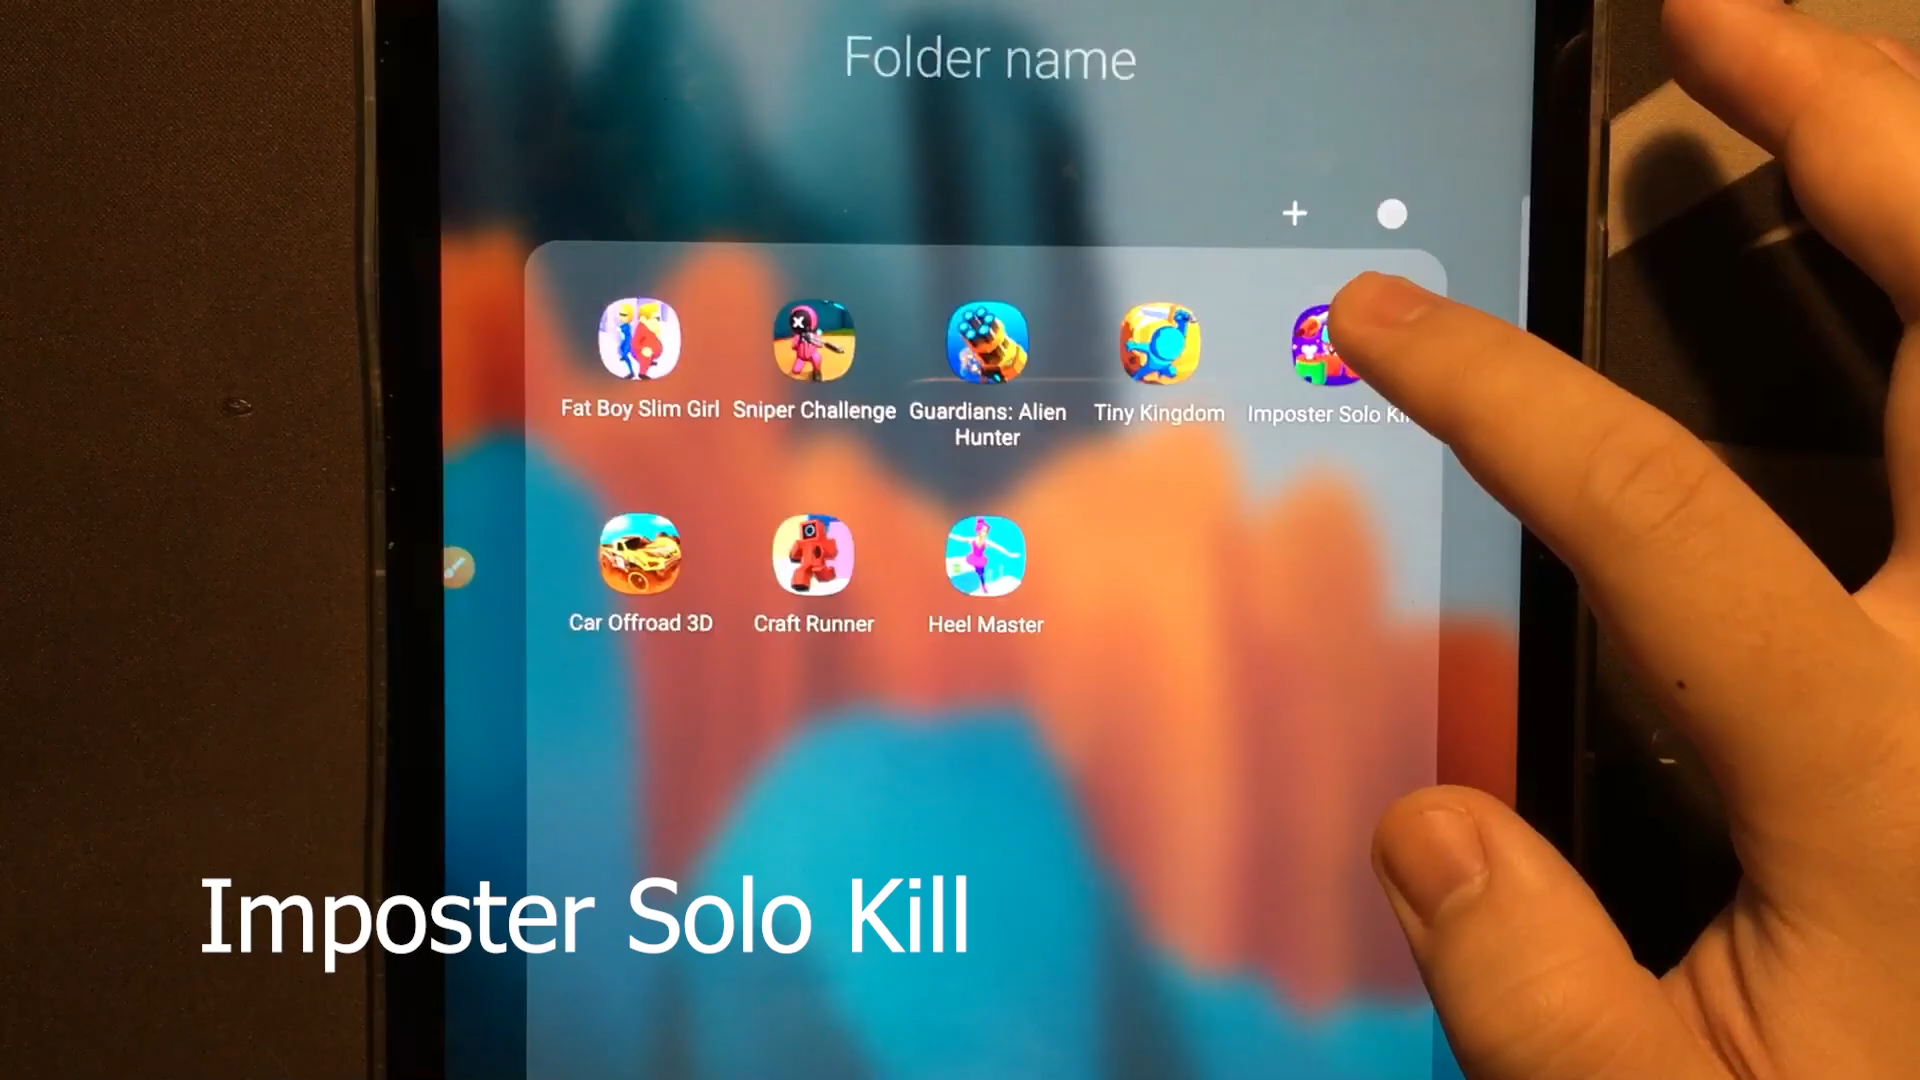 Folder name
Fat Boy Slim Girl
Sniper Challenge
Guardians: Alien
Hunter
Tiny Kingdom
Imposter Solo
Car Offroad 3D
Craft Runner
Heel Master
Imposter Solo Kill